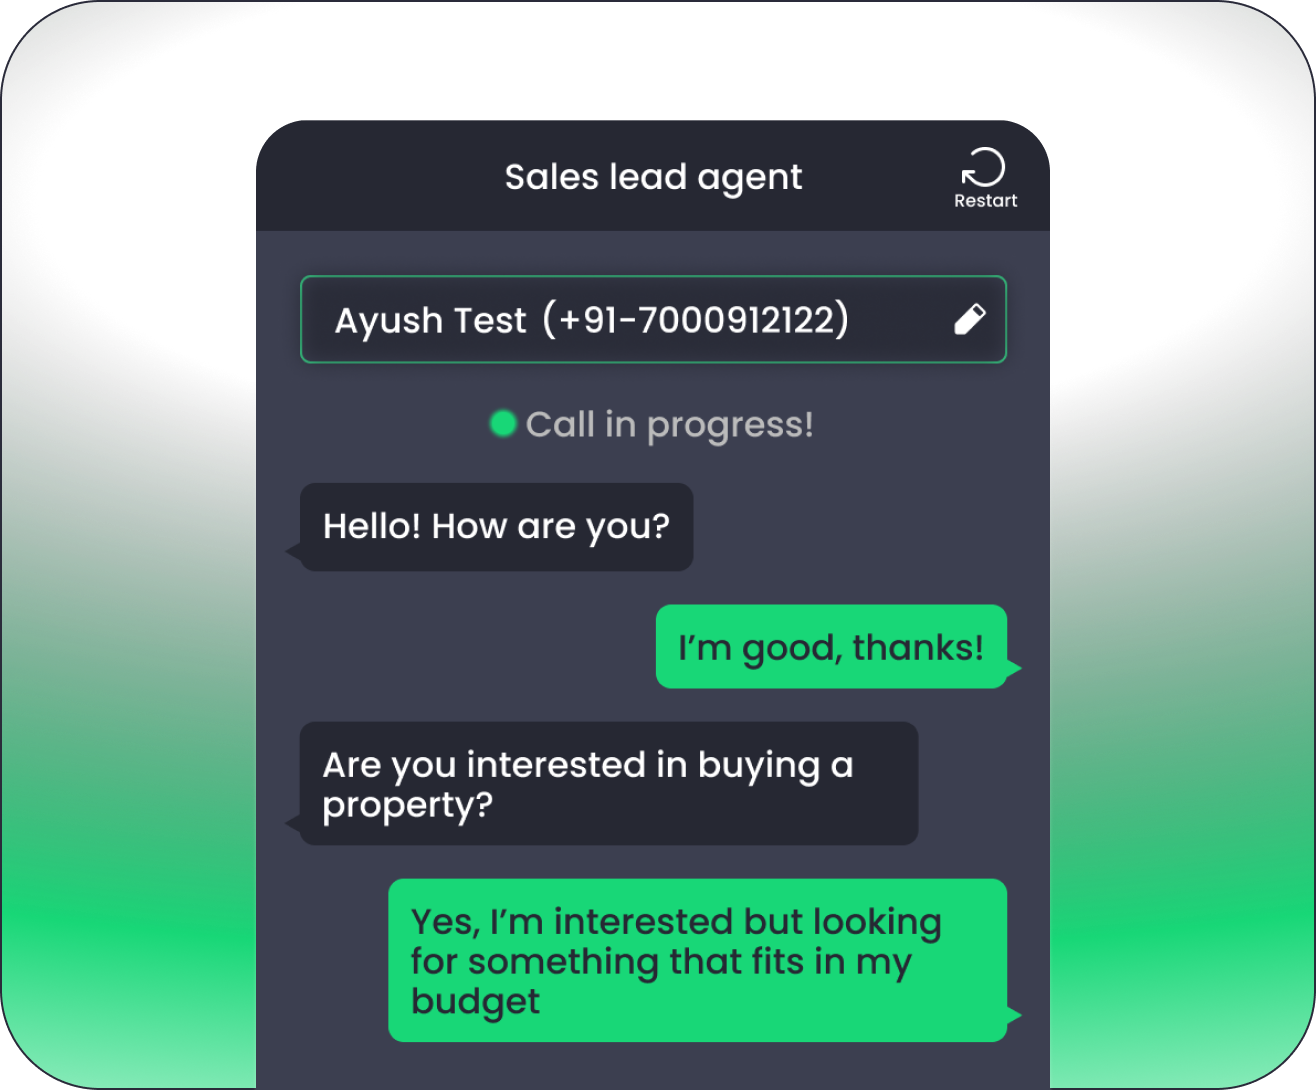 Sales lead agent
Restart
Ayush Test (+91-7000912122)
Call in progress!
Hello! How are you?
I’m good, thanks!
Are you interested in buying a
property?
Yes, I’m interested but looking
for something that fits in my
budget